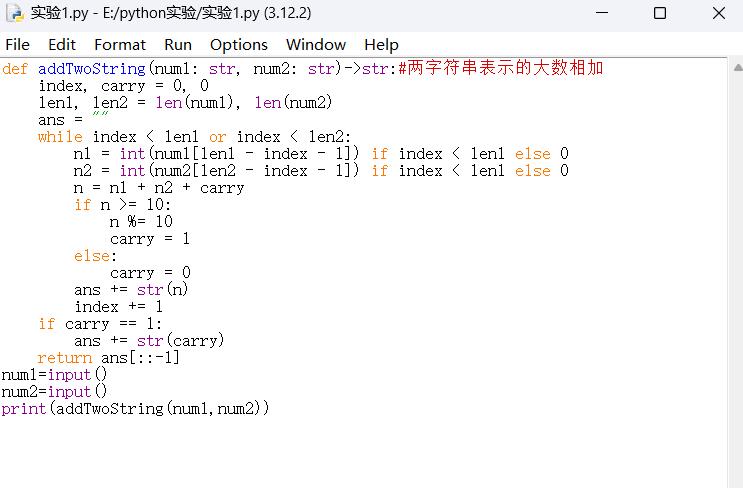 实验1.py - E:/python实验/实验1.py (3.12.2)
File Edit Format Run Options Window Help
def addTwoString(num1: str, num2: str)->str:#两字符串表示的大数相加
    index, carry = 0, 0
    len1, len2 = len(num1), len(num2)
    ans = ""
    while index < len1 or index < len2:
        n1 = int(num1[len1 - index - 1]) if index < len1 else 0
        n2 = int(num2[len2 - index - 1]) if index < len1 else 0
        n = n1 + n2 + carry
        if n >= 10:
            n %= 10
            carry = 1
        else:
            carry = 0
        ans += str(n)
        index += 1
    if carry == 1:
        ans += str(carry)
    return ans[::-1]
num1=input()
num2=input()
print(addTwoString(num1,num2))